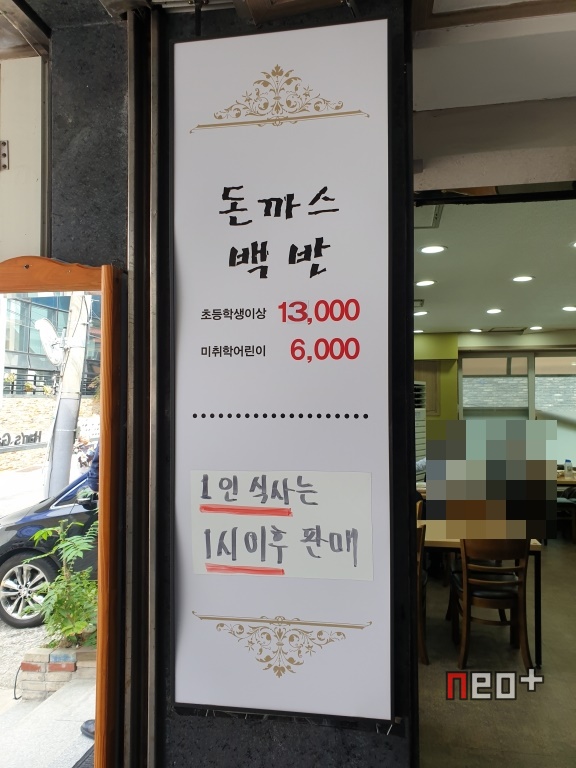 돈까스
백반
초등학생이상 13,000
미취학어린이 6,000
1인 식사는
1시이후 판매
neo+